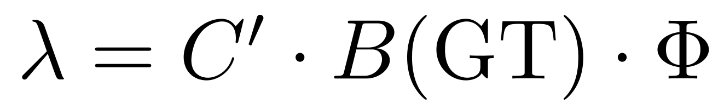 λ = C′ · B(GT) · Φ